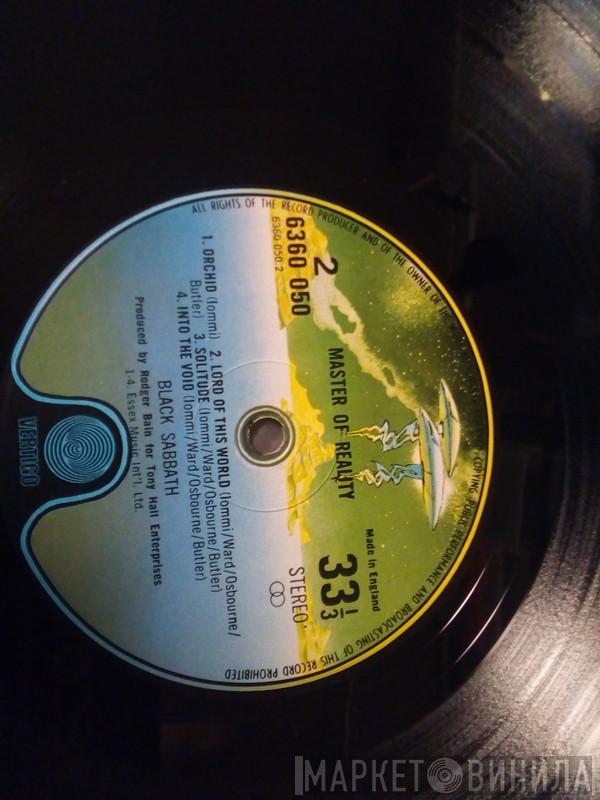 ALL RIGHTS OF THE RECORD PRODUCER AND OF THE OWNER OF THE
COPYING, PUBLIC PERFORMANCE AND BROADCASTING OF THIS RECORD PROHIBITED
2
6360 050
6360 050.2
MASTER OF REALITY
Made in England
33 1/3
STEREO
1. ORCHID (Iommi) 2. LORD OF THIS WORLD (Iommi/Ward/Osbourne/
Butler) 3. SOLITUDE (Iommi/Ward/Osbourne/Butler)
4. INTO THE VOID (Iommi/Ward/Osbourne/Butler)
BLACK SABBATH
Produced by Rodger Bain for Tony Hall Enterprises
1-4. Essex Music Int'l. Ltd.
VERTIGO
МАРКЕТ ВИНИЛА